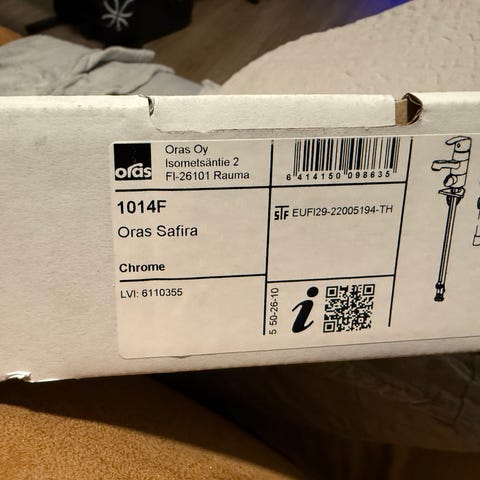 oras
Oras Oy
Isometsäntie 2
FI-26101 Rauma
6 414150 098635
1014F
Oras Safira
Chrome
LVI: 6110355
STF EUFI29-22005194-TH
5 50-26-10
i